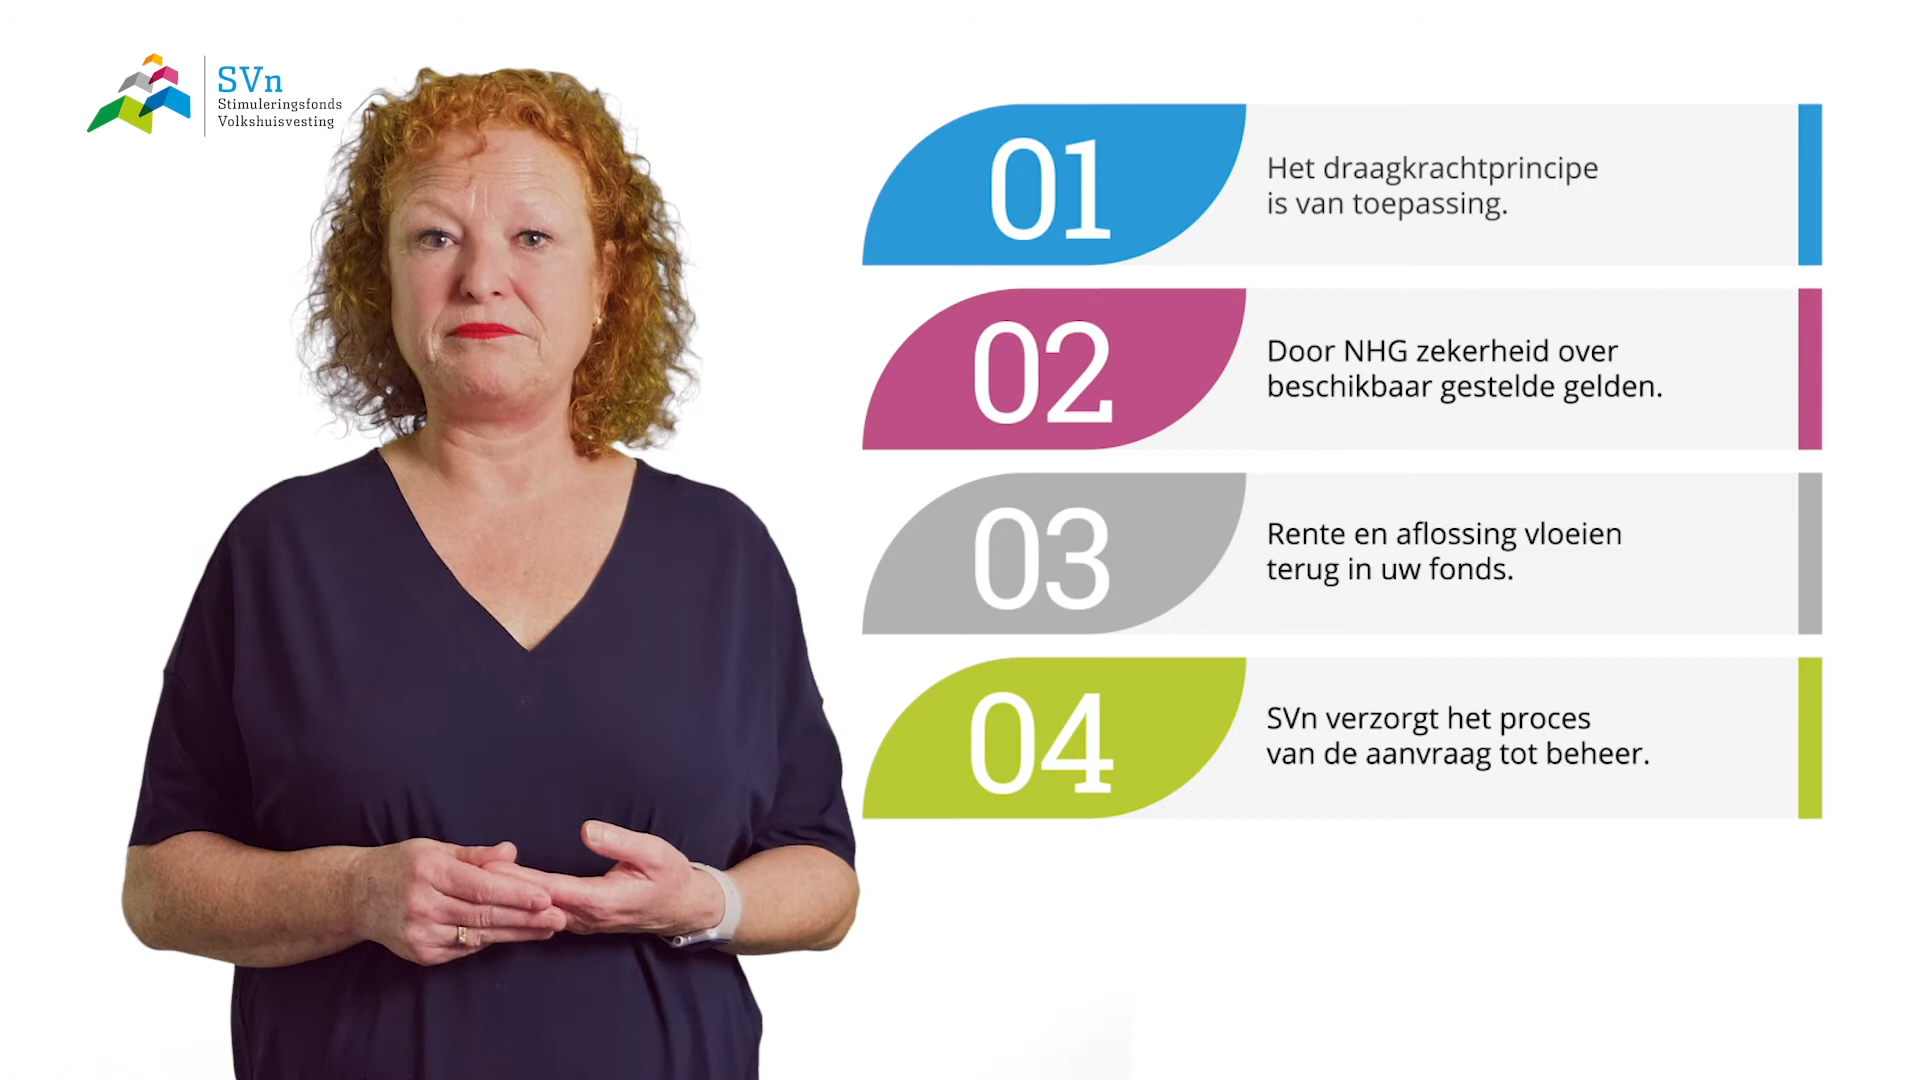 SVn
Stimuleringsfonds
Volkshuisvesting
01
Het draagkrachtprincipe
is van toepassing.
02
Door NHG zekerheid over
beschikbaar gestelde gelden.
03
Rente en aflossing vloeien
terug in uw fonds.
04
SVn verzorgt het proces
van de aanvraag tot beheer.